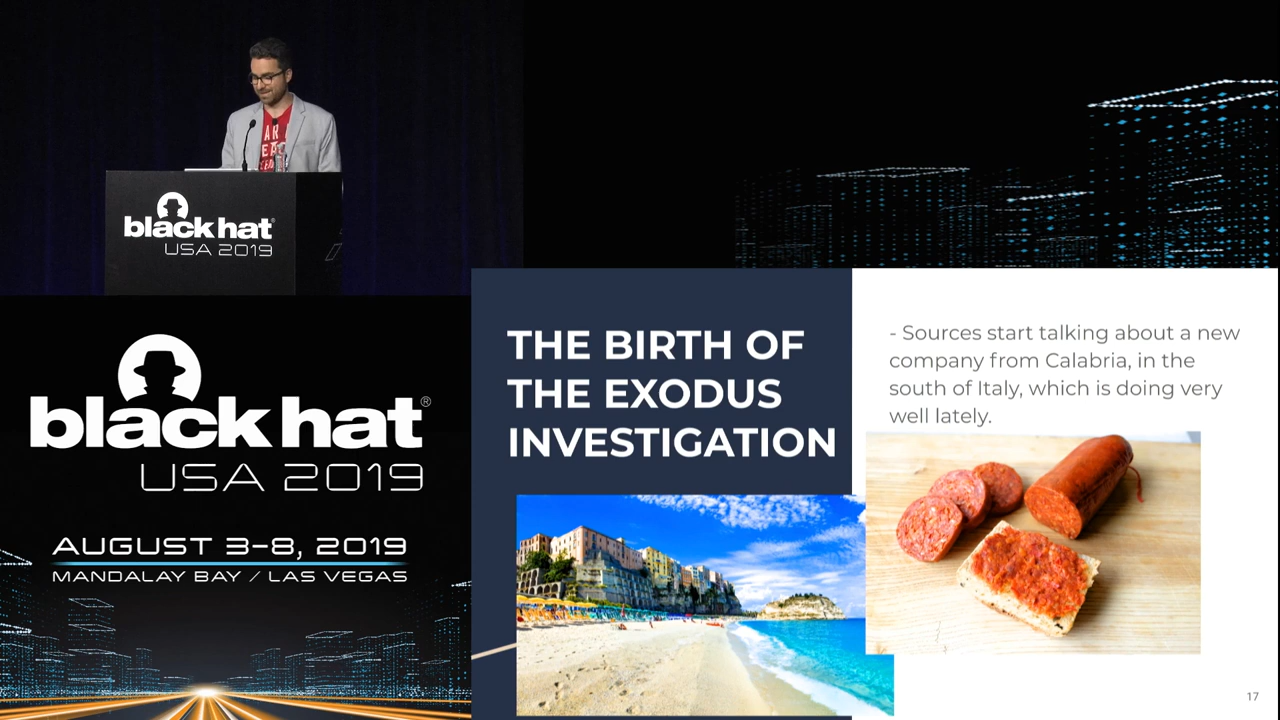 AR
EA
black hat®
USA 2019
black hat®
USA 2019
AUGUST 3-8, 2019
MANDALAY BAY / LAS VEGAS
THE BIRTH OF
THE EXODUS
INVESTIGATION
- Sources start talking about a new
company from Calabria, in the
south of Italy, which is doing very
well lately.
17